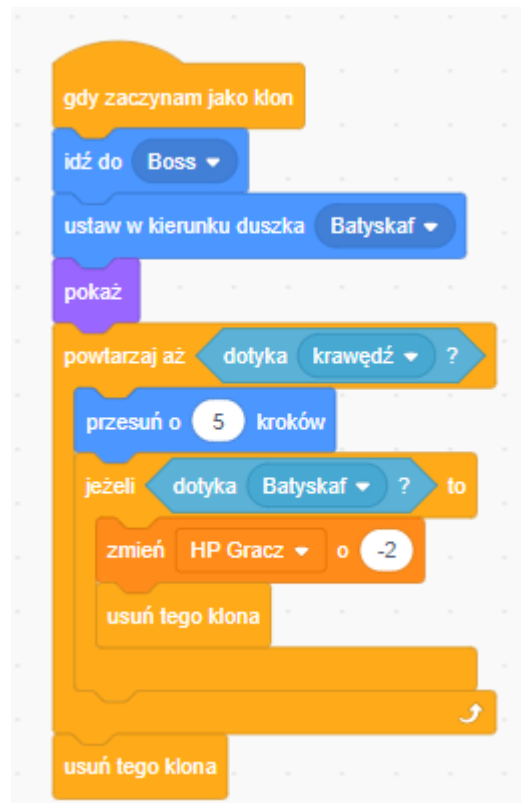 gdy zaczynam jako klon
idź do Boss
ustaw w kierunku duszka Batyskaf
pokaż
powtarzaj aż dotyka krawędź ?
przesuń o 5 kroków
jeżeli dotyka Batyskaf ? to
zmień HP Gracz o -2
usuń tego klona
usuń tego klona